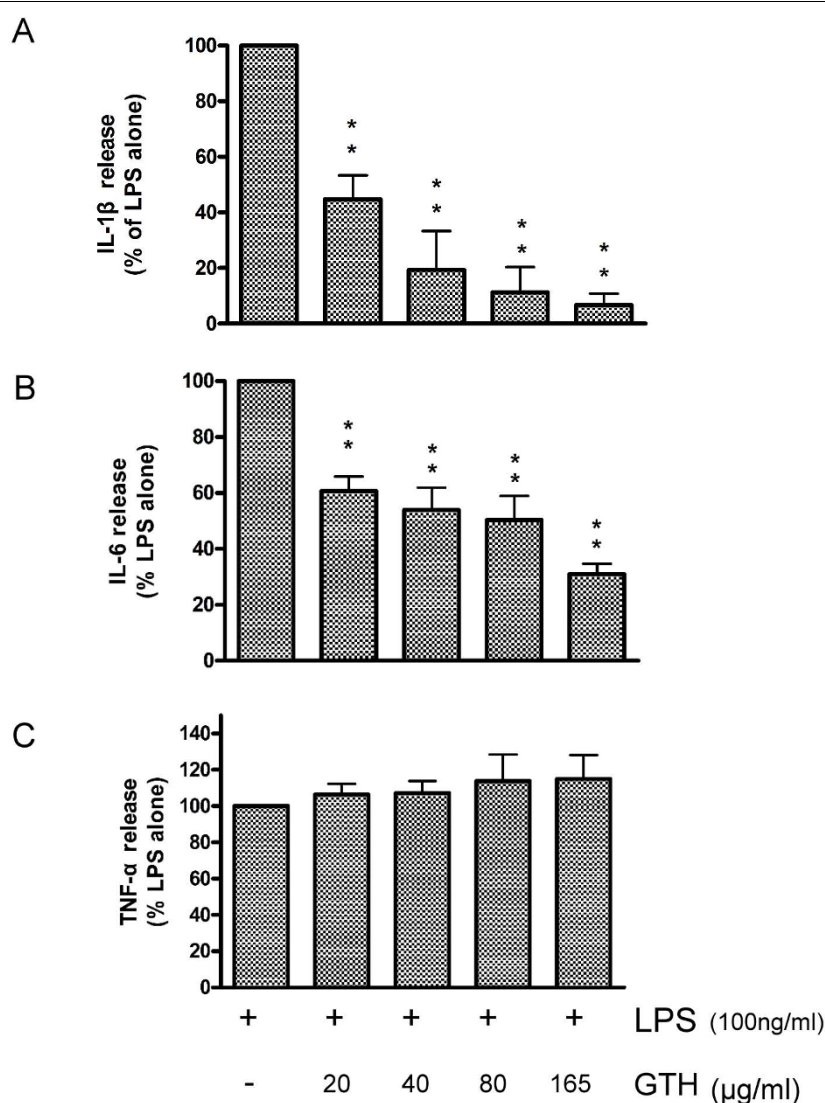 A
IL-1β release
(% of LPS alone)
100
80
60
40
20
0
* * * *
* * * *
B
IL-6 release
(% LPS alone)
100
80
60
40
20
0
* * * *
* * * *
C
TNF-α release
(% LPS alone)
140
120
100
80
60
40
20
0
+ + + + + LPS (100ng/ml)
- 20 40 80 165 GTH (μg/ml)